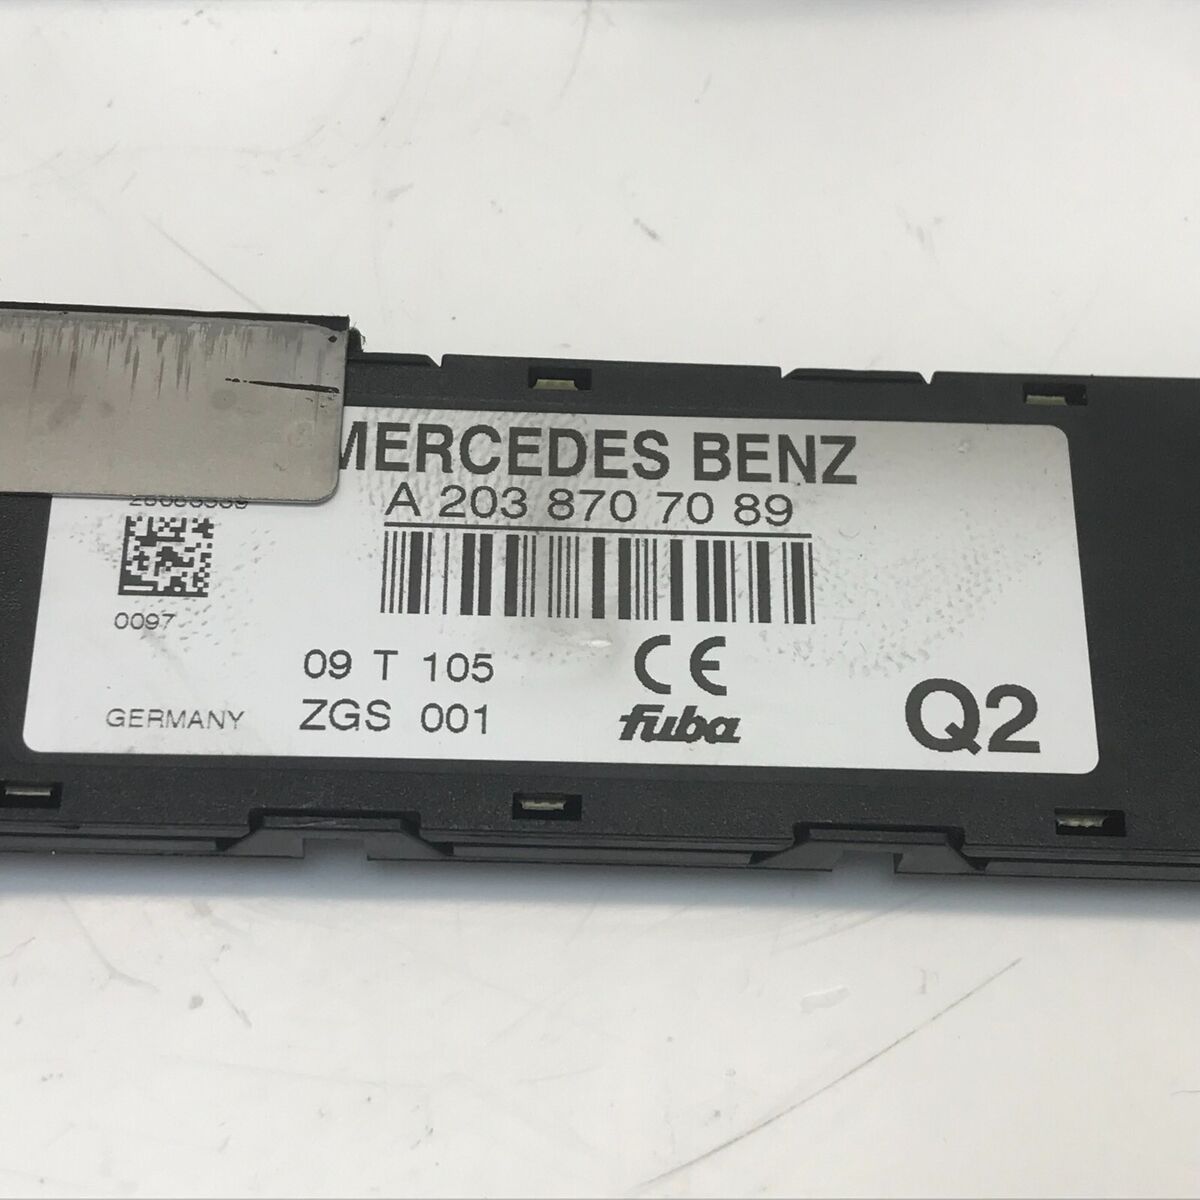 MERCEDES BENZ
A 203 870 70 89
0097
09 T 105
CE
GERMANY
ZGS 001
fuba
Q2